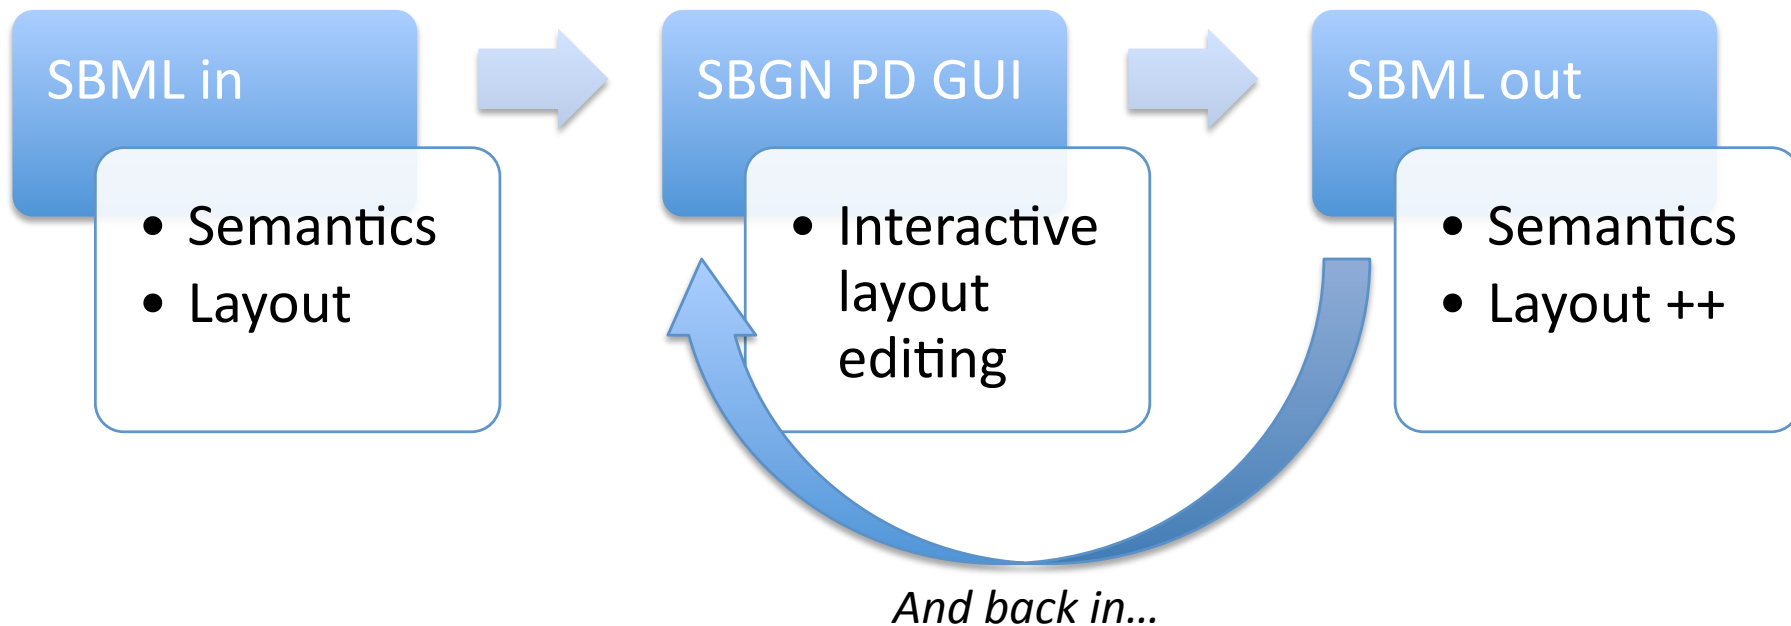 SBML in
• Semantics
• Layout
SBGN PD GUI
• Interactive
layout
editing
SBML out
• Semantics
• Layout ++
And back in...